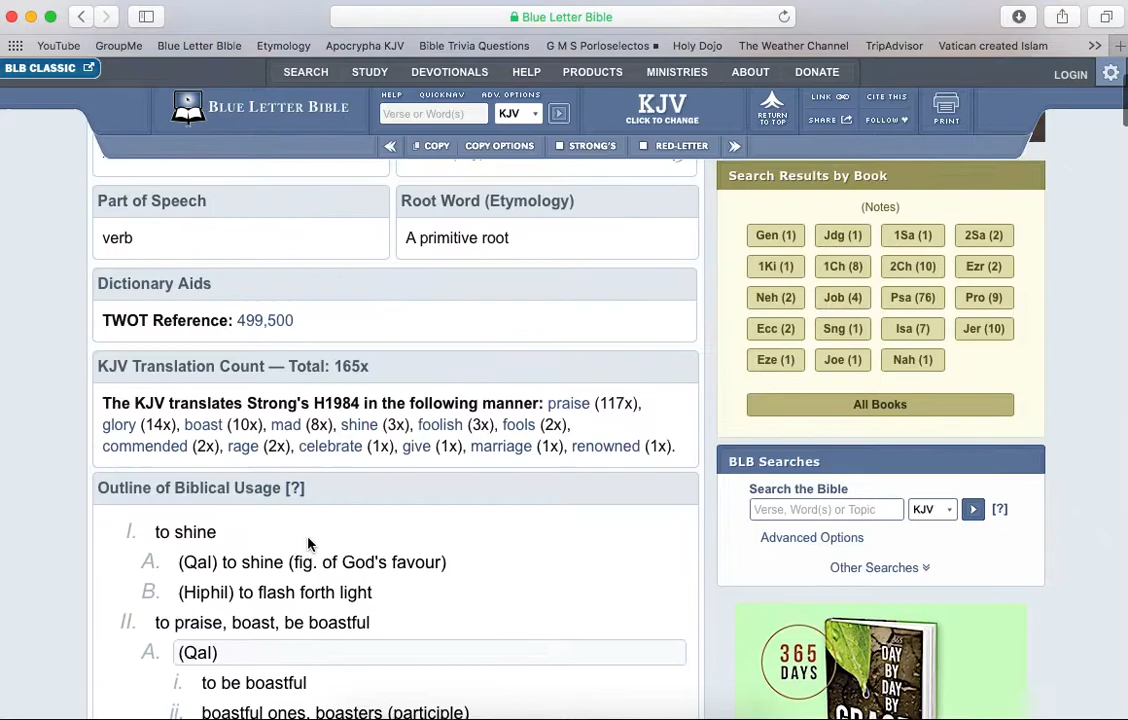 Blue Letter Bible
YouTube GroupMe Blue Letter BIble Etymology Apocrypha KJV Bible Trivia Questions G M S Porloselectos Holy Dojo The Weather Channel TripAdvisor Vatican created Islam
BLB CLASSIC
SEARCH STUDY DEVOTIONALS HELP PRODUCTS MINISTRIES ABOUT DONATE
LOGIN
BLUE LETTER BIBLE
HELP QUICKNAV ADV. OPTIONS
Verse or Word(s) KJV
KJV
CLICK TO CHANGE
RETURN
TO TOP
LINK CITE THIS
SHARE FOLLOW
PRINT
COPY COPY OPTIONS STRONG'S RED-LETTER
Part of Speech
verb
Root Word (Etymology)
A primitive root
Dictionary Aids
TWOT Reference: 499,500
KJV Translation Count — Total: 165x
The KJV translates Strong's H1984 in the following manner: praise (117x),
glory (14x), boast (10x), mad (8x), shine (3x), foolish (3x), fools (2x),
commended (2x), rage (2x), celebrate (1x), give (1x), marriage (1x), renowned (1x).
Outline of Biblical Usage [?]
I. to shine
A. (Qal) to shine (fig. of God's favour)
B. (Hiphil) to flash forth light
II. to praise, boast, be boastful
A. (Qal)
i. to be boastful
ii. boastful ones, boasters (participle)
Search Results by Book
(Notes)
Gen (1) Jdg (1) 1Sa (1) 2Sa (2)
1Ki (1) 1Ch (8) 2Ch (10) Ezr (2)
Neh (2) Job (4) Psa (76) Pro (9)
Ecc (2) Sng (1) Isa (7) Jer (10)
Eze (1) Joe (1) Nah (1)
All Books
BLB Searches
Search the Bible
Verse, Word(s) or Topic KJV [?]
Advanced Options
Other Searches
365
DAYS
DAY BY
DAY BY